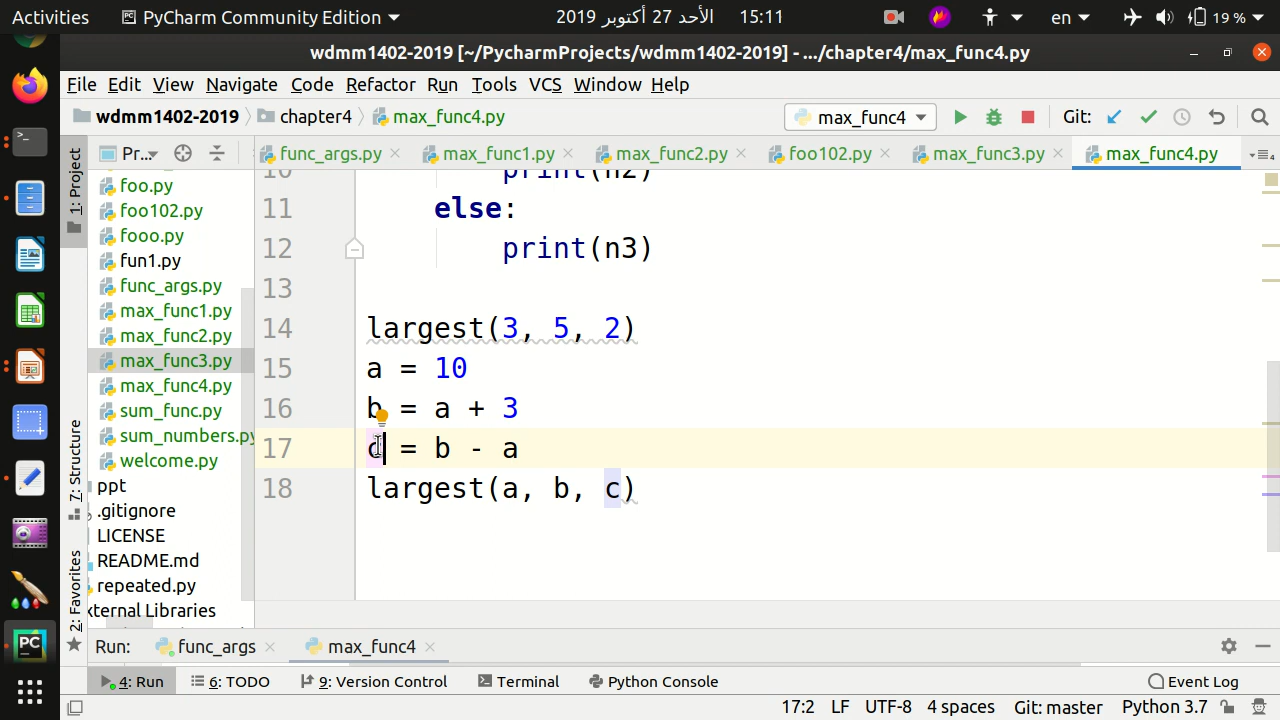 Activities PyCharm Community Edition الأحد 27 أكتوبر 2019 15:11 en 19 %
wdmm1402-2019 [~/PycharmProjects/wdmm1402-2019] - .../chapter4/max_func4.py
File Edit View Navigate Code Refactor Run Tools VCS Window Help
wdmm1402-2019 chapter4 max_func4.py max_func4 Git:
1: Project
Pr... func_args.py max_func1.py max_func2.py foo102.py max_func3.py max_func4.py
foo.py
foo102.py
fooo.py
fun1.py
func_args.py
max_func1.py
max_func2.py
max_func3.py
max_func4.py
sum_func.py
sum_numbers.py
welcome.py
ppt
.gitignore
LICENSE
README.md
repeated.py
xternal Libraries
10 print(n2)
11 else:
12 print(n3)
13
14 largest(3, 5, 2)
15 a = 10
16 b = a + 3
17 c = b - a
18 largest(a, b, c)
7: Structure
2: Favorites
PC
Run: func_args max_func4
4: Run 6: TODO 9: Version Control Terminal Python Console Event Log
17:2 LF UTF-8 4 spaces Git: master Python 3.7